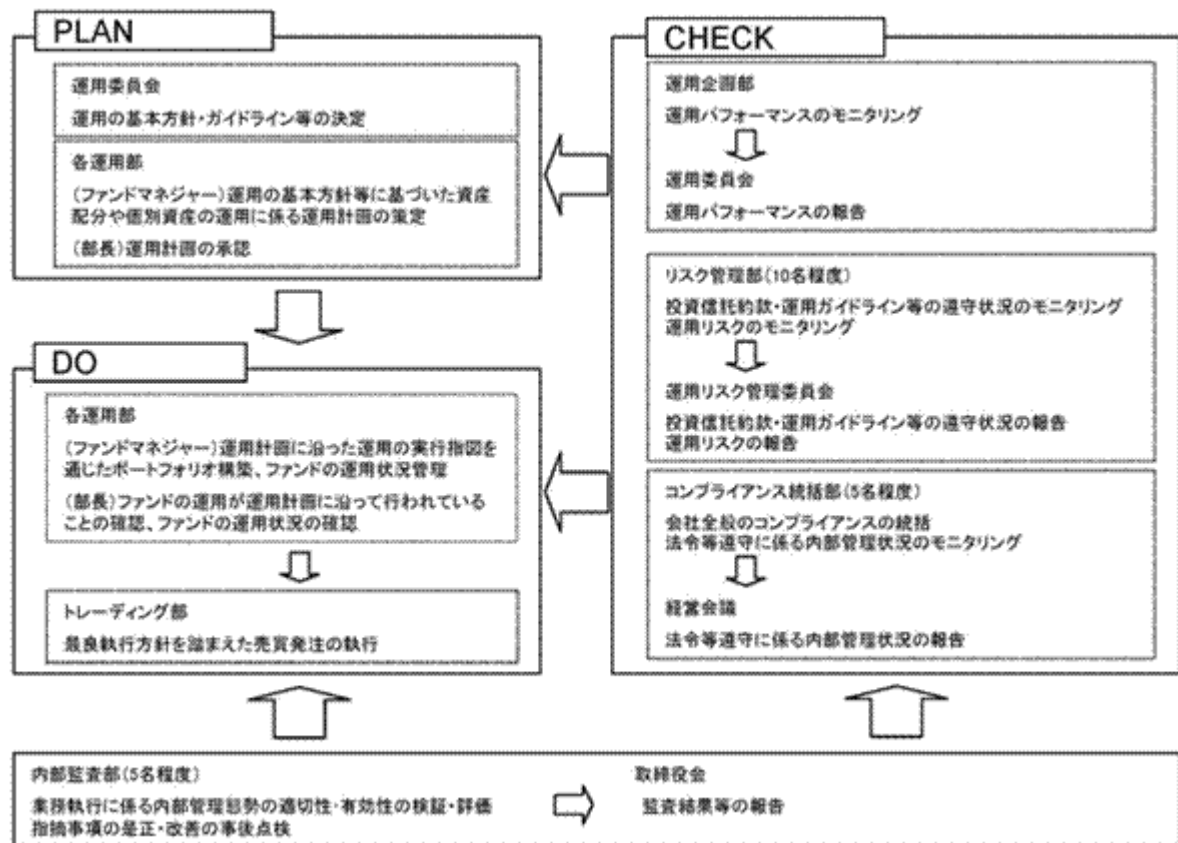 PLAN
運用委員会
運用の基本方針・ガイドライン等の決定
各運用部
(ファンドマネジャー)運用の基本方針等に基づいた資産
配分や個別資産の運用に係る運用計画の策定
(部長)運用計画の承認
DO
各運用部
(ファンドマネジャー)運用計画に沿った運用の実行指図を
通じたポートフォリオ構築、ファンドの運用状況管理
(部長)ファンドの運用が運用計画に沿って行われている
ことの確認、ファンドの運用状況の確認
トレーディング部
最良執行方針を踏まえた売買発注の執行
CHECK
運用企画部
運用パフォーマンスのモニタリング
運用委員会
運用パフォーマンスの報告
リスク管理部(10名程度)
投資信託約款・運用ガイドライン等の遵守状況のモニタリング
運用リスクのモニタリング
運用リスク管理委員会
投資信託約款・運用ガイドライン等の遵守状況の報告
運用リスクの報告
コンプライアンス統括部(5名程度)
会社全般のコンプライアンスの統括
法令等遵守に係る内部管理状況のモニタリング
経営会議
法令等遵守に係る内部管理状況の報告
内部監査部(5名程度)
業務執行に係る内部管理態勢の適切性・有効性の検証・評価
指摘事項の是正・改善の事後点検
取締役会
監査結果等の報告